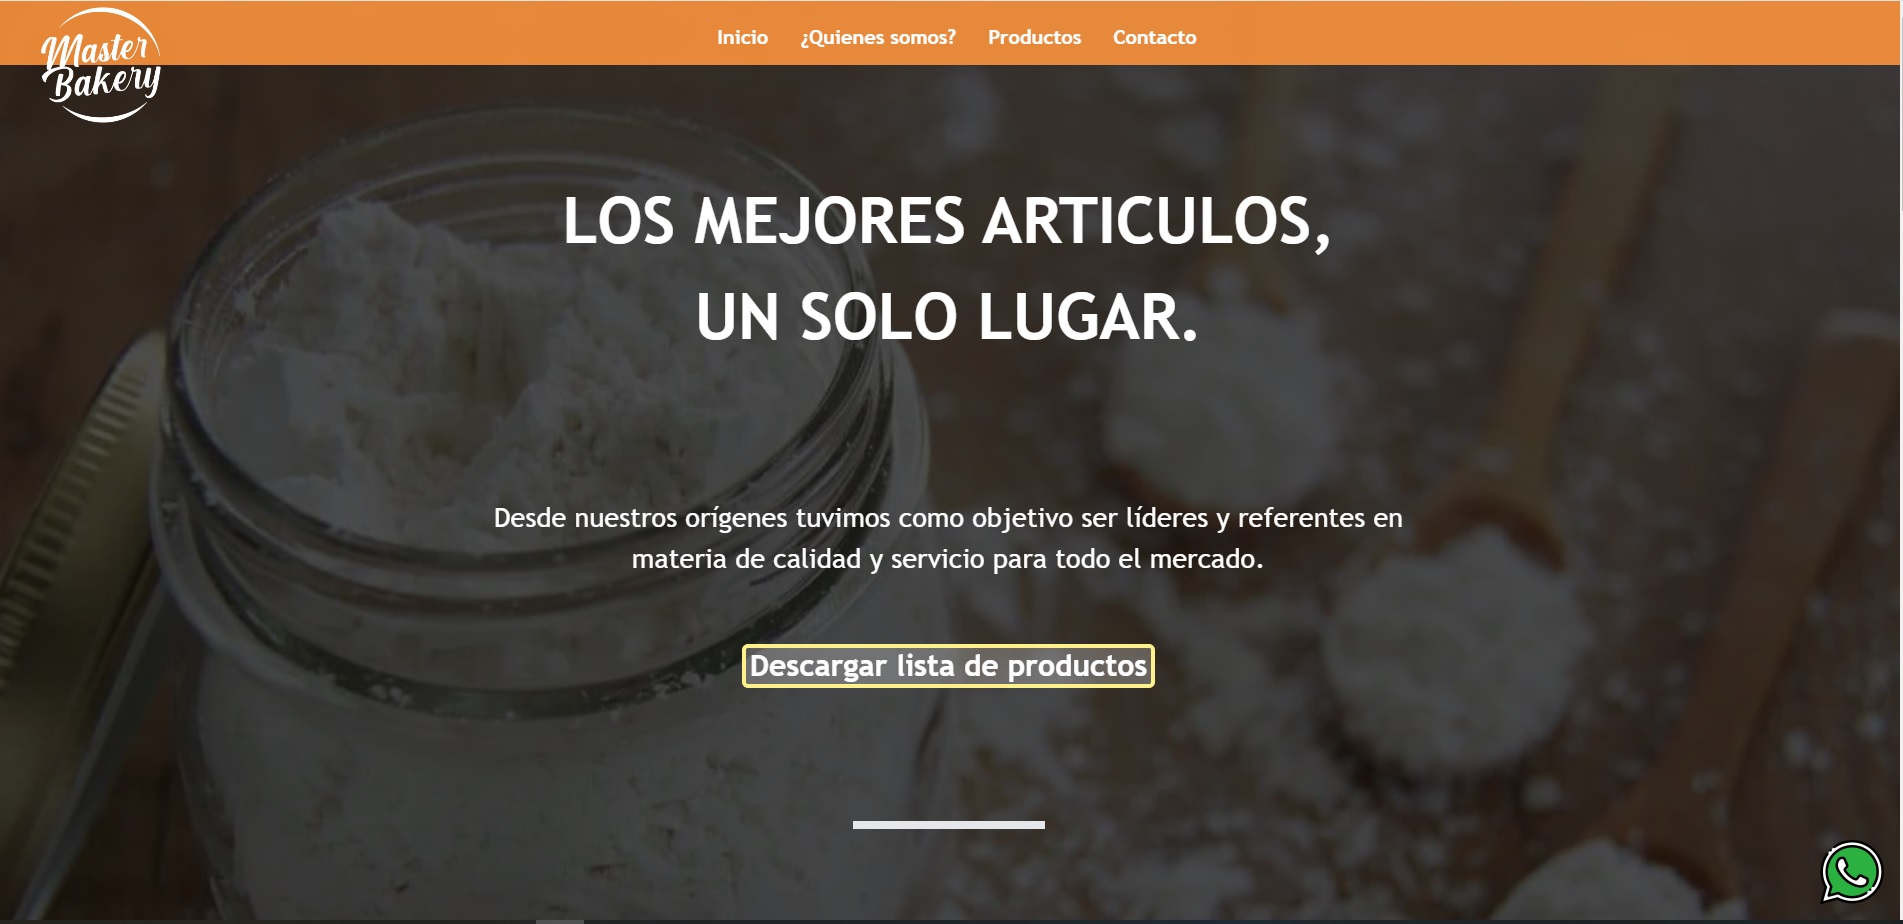 Master
Bakery
Inicio ¿Quienes somos? Productos Contacto
LOS MEJORES ARTICULOS,
UN SOLO LUGAR.
Desde nuestros orígenes tuvimos como objetivo ser líderes y referentes en
materia de calidad y servicio para todo el mercado.
Descargar lista de productos